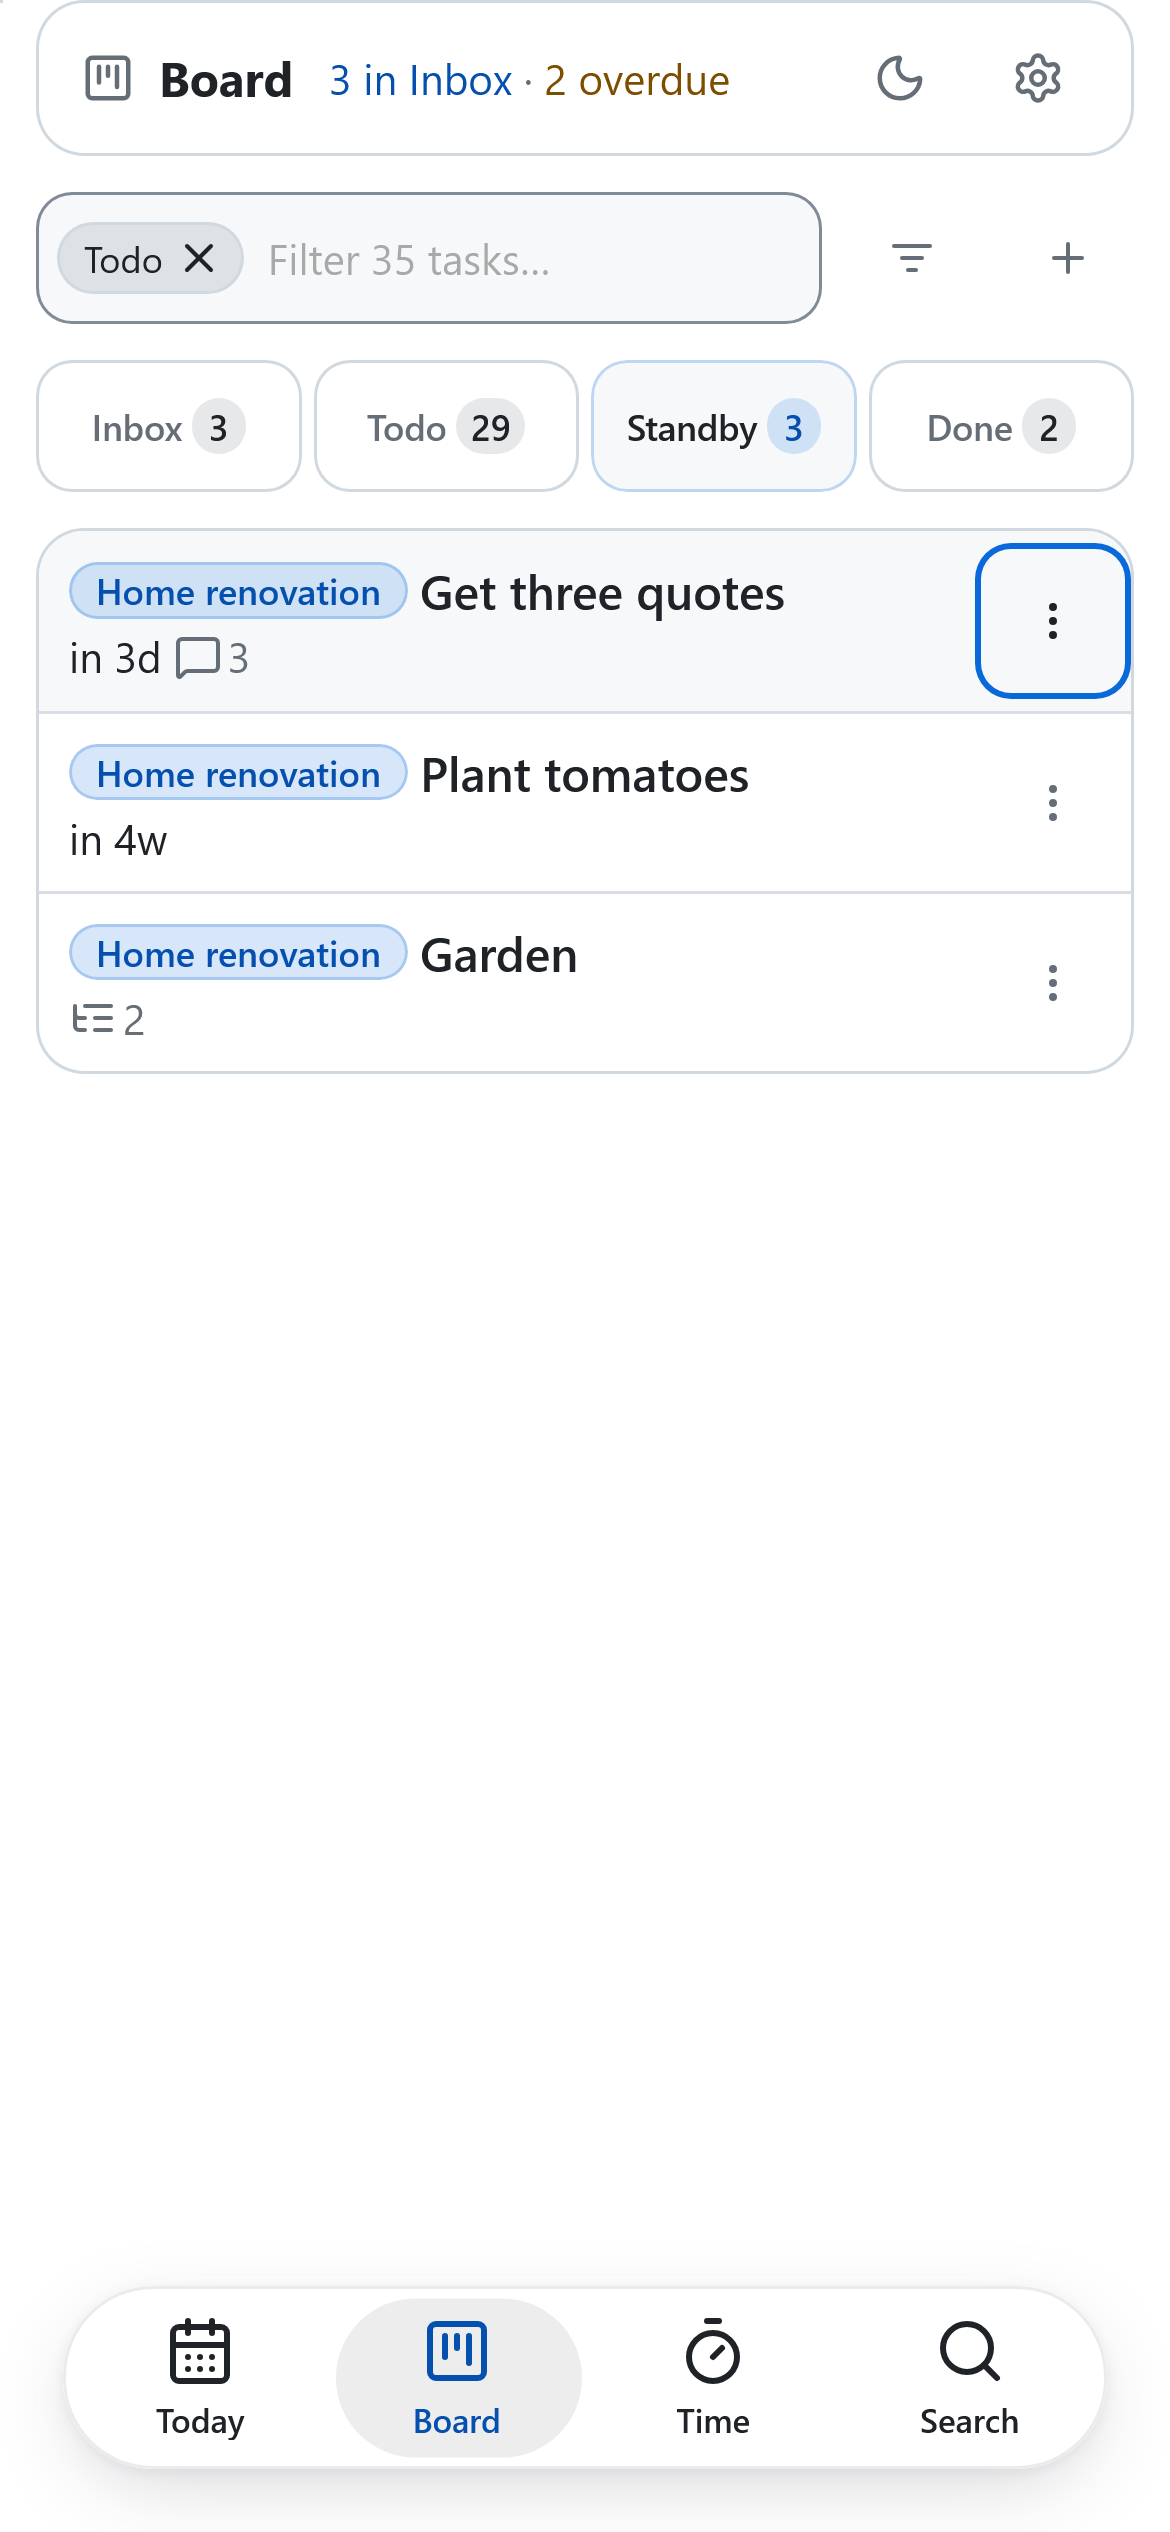 Board 3 in Inbox · 2 overdue
Todo Filter 35 tasks...
Inbox 3 Todo 29 Standby 3 Done 2
Home renovation Get three quotes
in 3d 3
Home renovation Plant tomatoes
in 4w
Home renovation Garden
2
Today Board Time Search